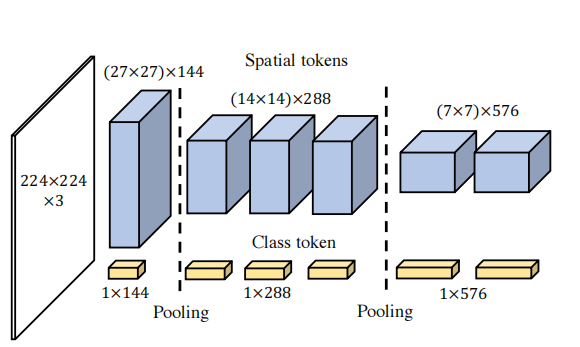 Spatial tokens
(27×27)×144
(14×14)×288
(7×7)×576
224×224
×3
Class token
1×144
1×288
1×576
Pooling
Pooling